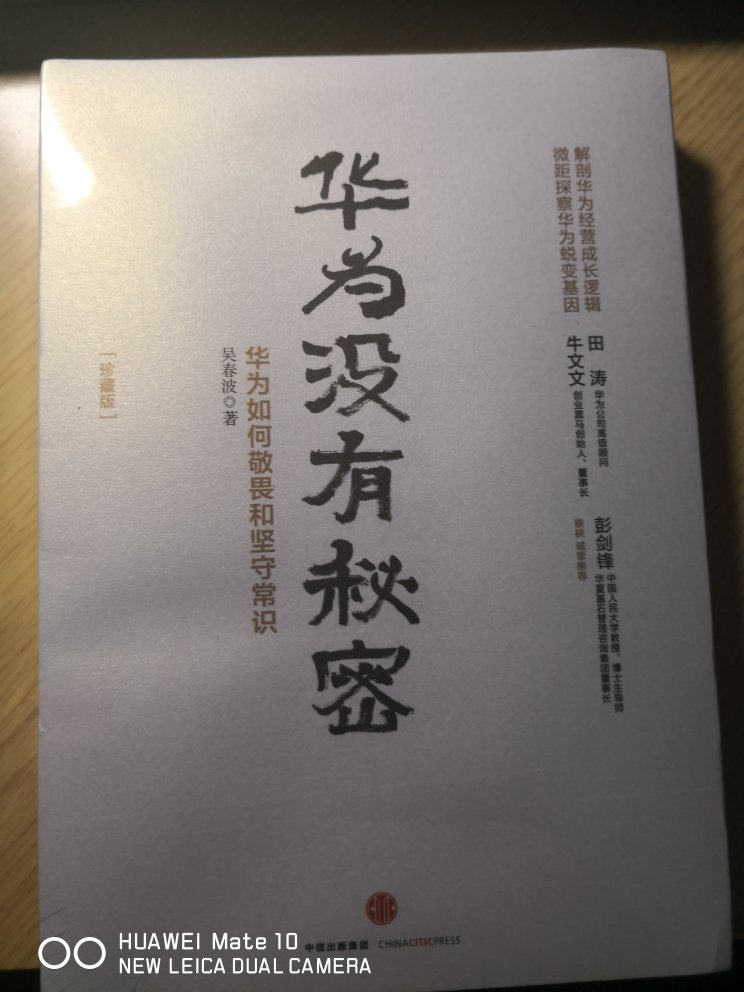 解剖华为经营成长逻辑
微距探察华为蜕变基因
田涛 华为公司高级顾问
牛文文 创业黑马创始人、董事长
彭剑锋 中国人民大学教授、博士生导师
华夏基石管理咨询集团董事长
联袂 诚挚推荐
华为没有秘密
华为如何敬畏和坚守常识
吴春波◎著
[珍藏版]
中信出版集团·CHINACITICPRESS
HUAWEI Mate 10
NEW LEICA DUAL CAMERA